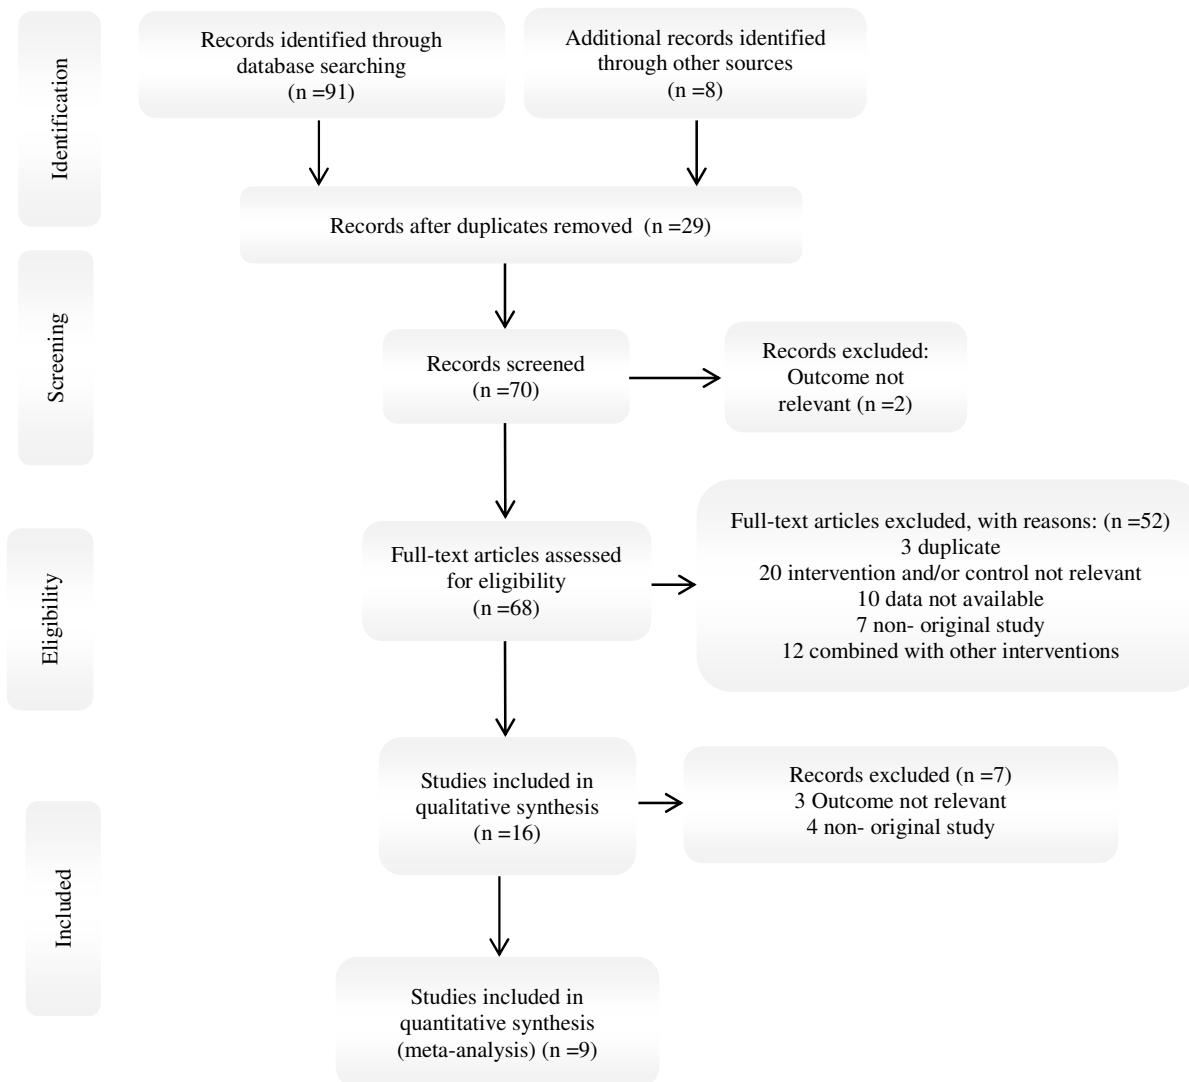 Identification
Records identified through
database searching
(n =91)
Additional records identified
through other sources
(n =8)
Records after duplicates removed  (n =29)
Screening
Records screened
(n =70)
Records excluded:
Outcome not
relevant (n =2)
Eligibility
Full-text articles assessed
for eligibility
(n =68)
Full-text articles excluded, with reasons: (n =52)
3 duplicate
20 intervention and/or control not relevant
10 data not available
7 non- original study
12 combined with other interventions
Included
Studies included in
qualitative synthesis
(n =16)
Records excluded (n =7)
3 Outcome not relevant
4 non- original study
Studies included in
quantitative synthesis
(meta-analysis) (n =9)